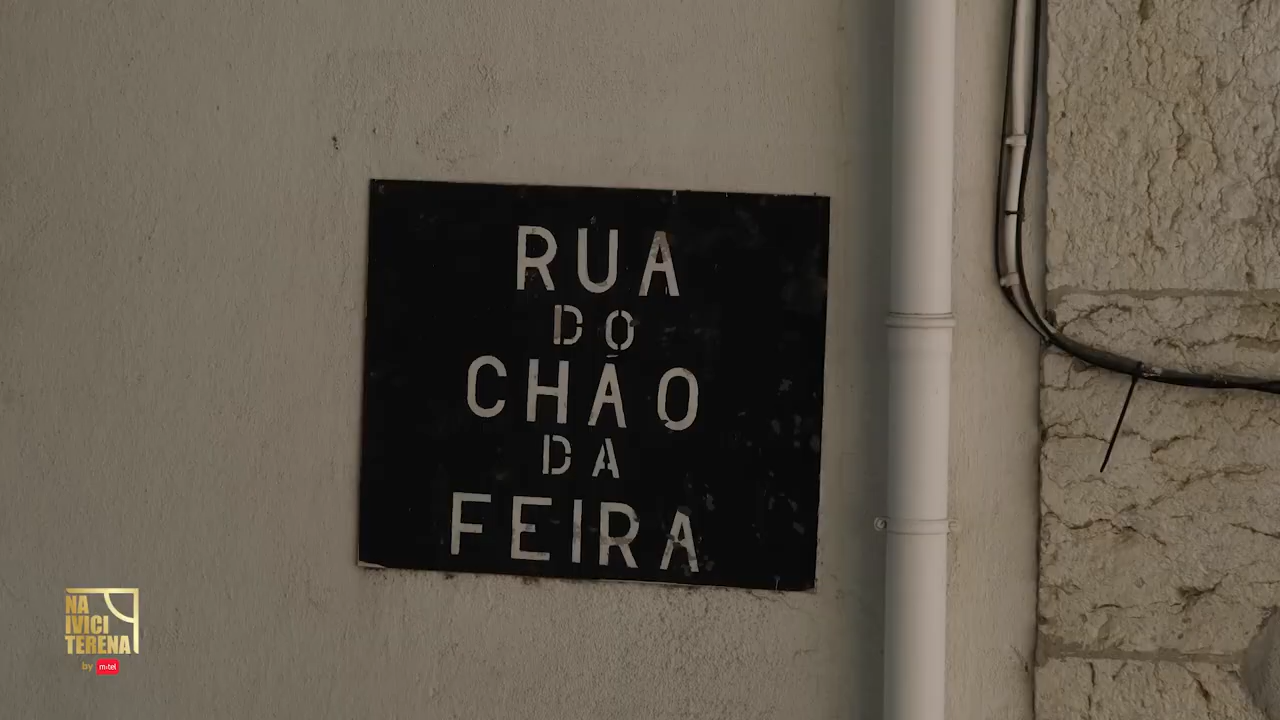 RUA
DO
CHÃO
DA
FEIRA
NA
IVICI
TERENA
by m:tel